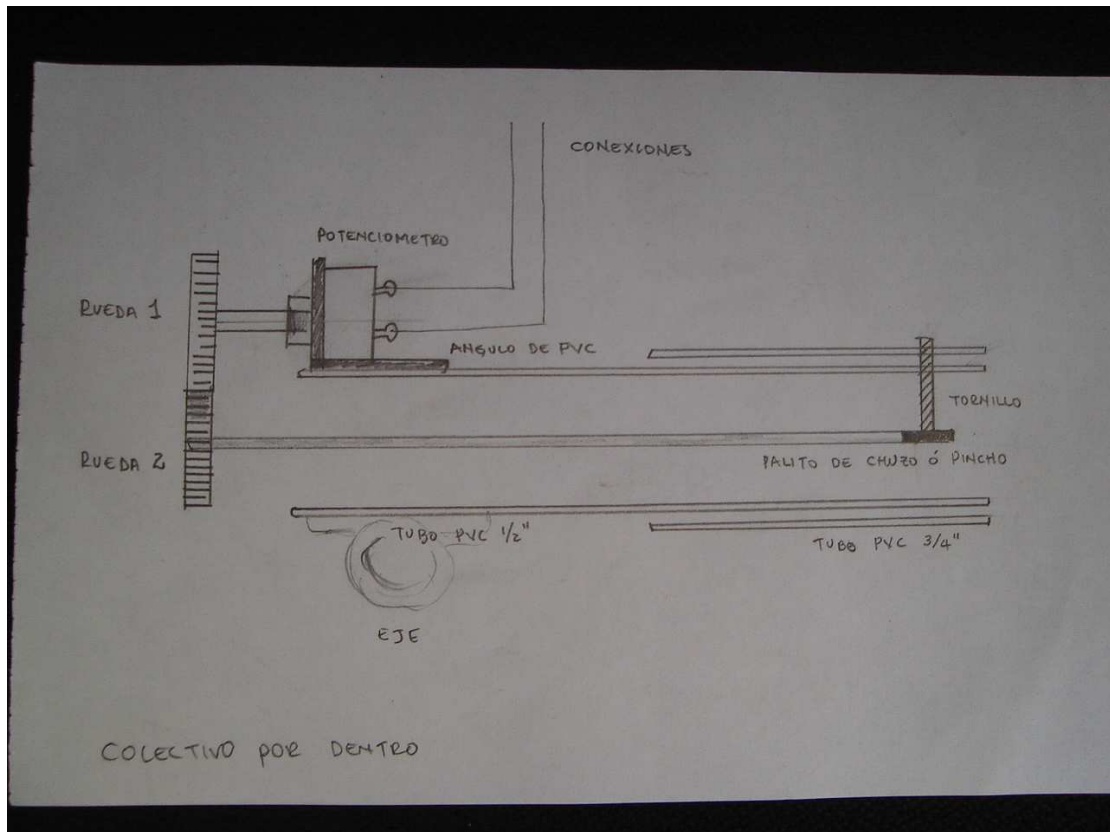 CONEXIONES
POTENCIOMETRO
RUEDA 1
ANGULO DE PVC
TORNILLO
RUEDA 2
PALITO DE CHUZO ó PINCHO
TUBO PVC 1/2"
TUBO PVC 3/4"
EJE
COLECTIVO POR DENTRO